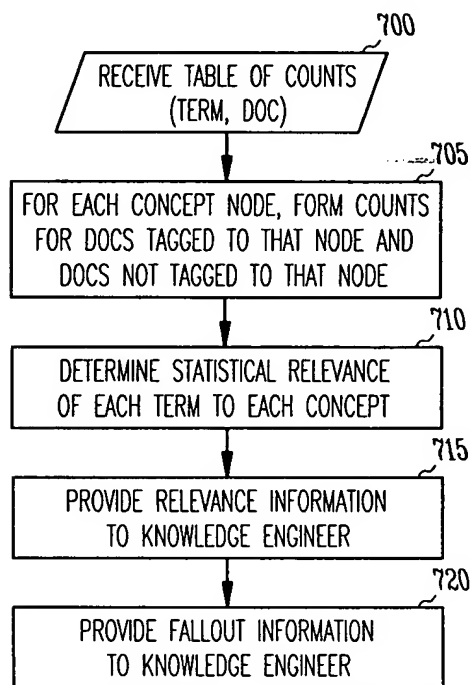 700
RECEIVE TABLE OF COUNTS
(TERM, DOC)
705
FOR EACH CONCEPT NODE, FORM COUNTS
FOR DOCS TAGGED TO THAT NODE AND
DOCS NOT TAGGED TO THAT NODE
710
DETERMINE STATISTICAL RELEVANCE
OF EACH TERM TO EACH CONCEPT
715
PROVIDE RELEVANCE INFORMATION
TO KNOWLEDGE ENGINEER
720
PROVIDE FALLOUT INFORMATION
TO KNOWLEDGE ENGINEER